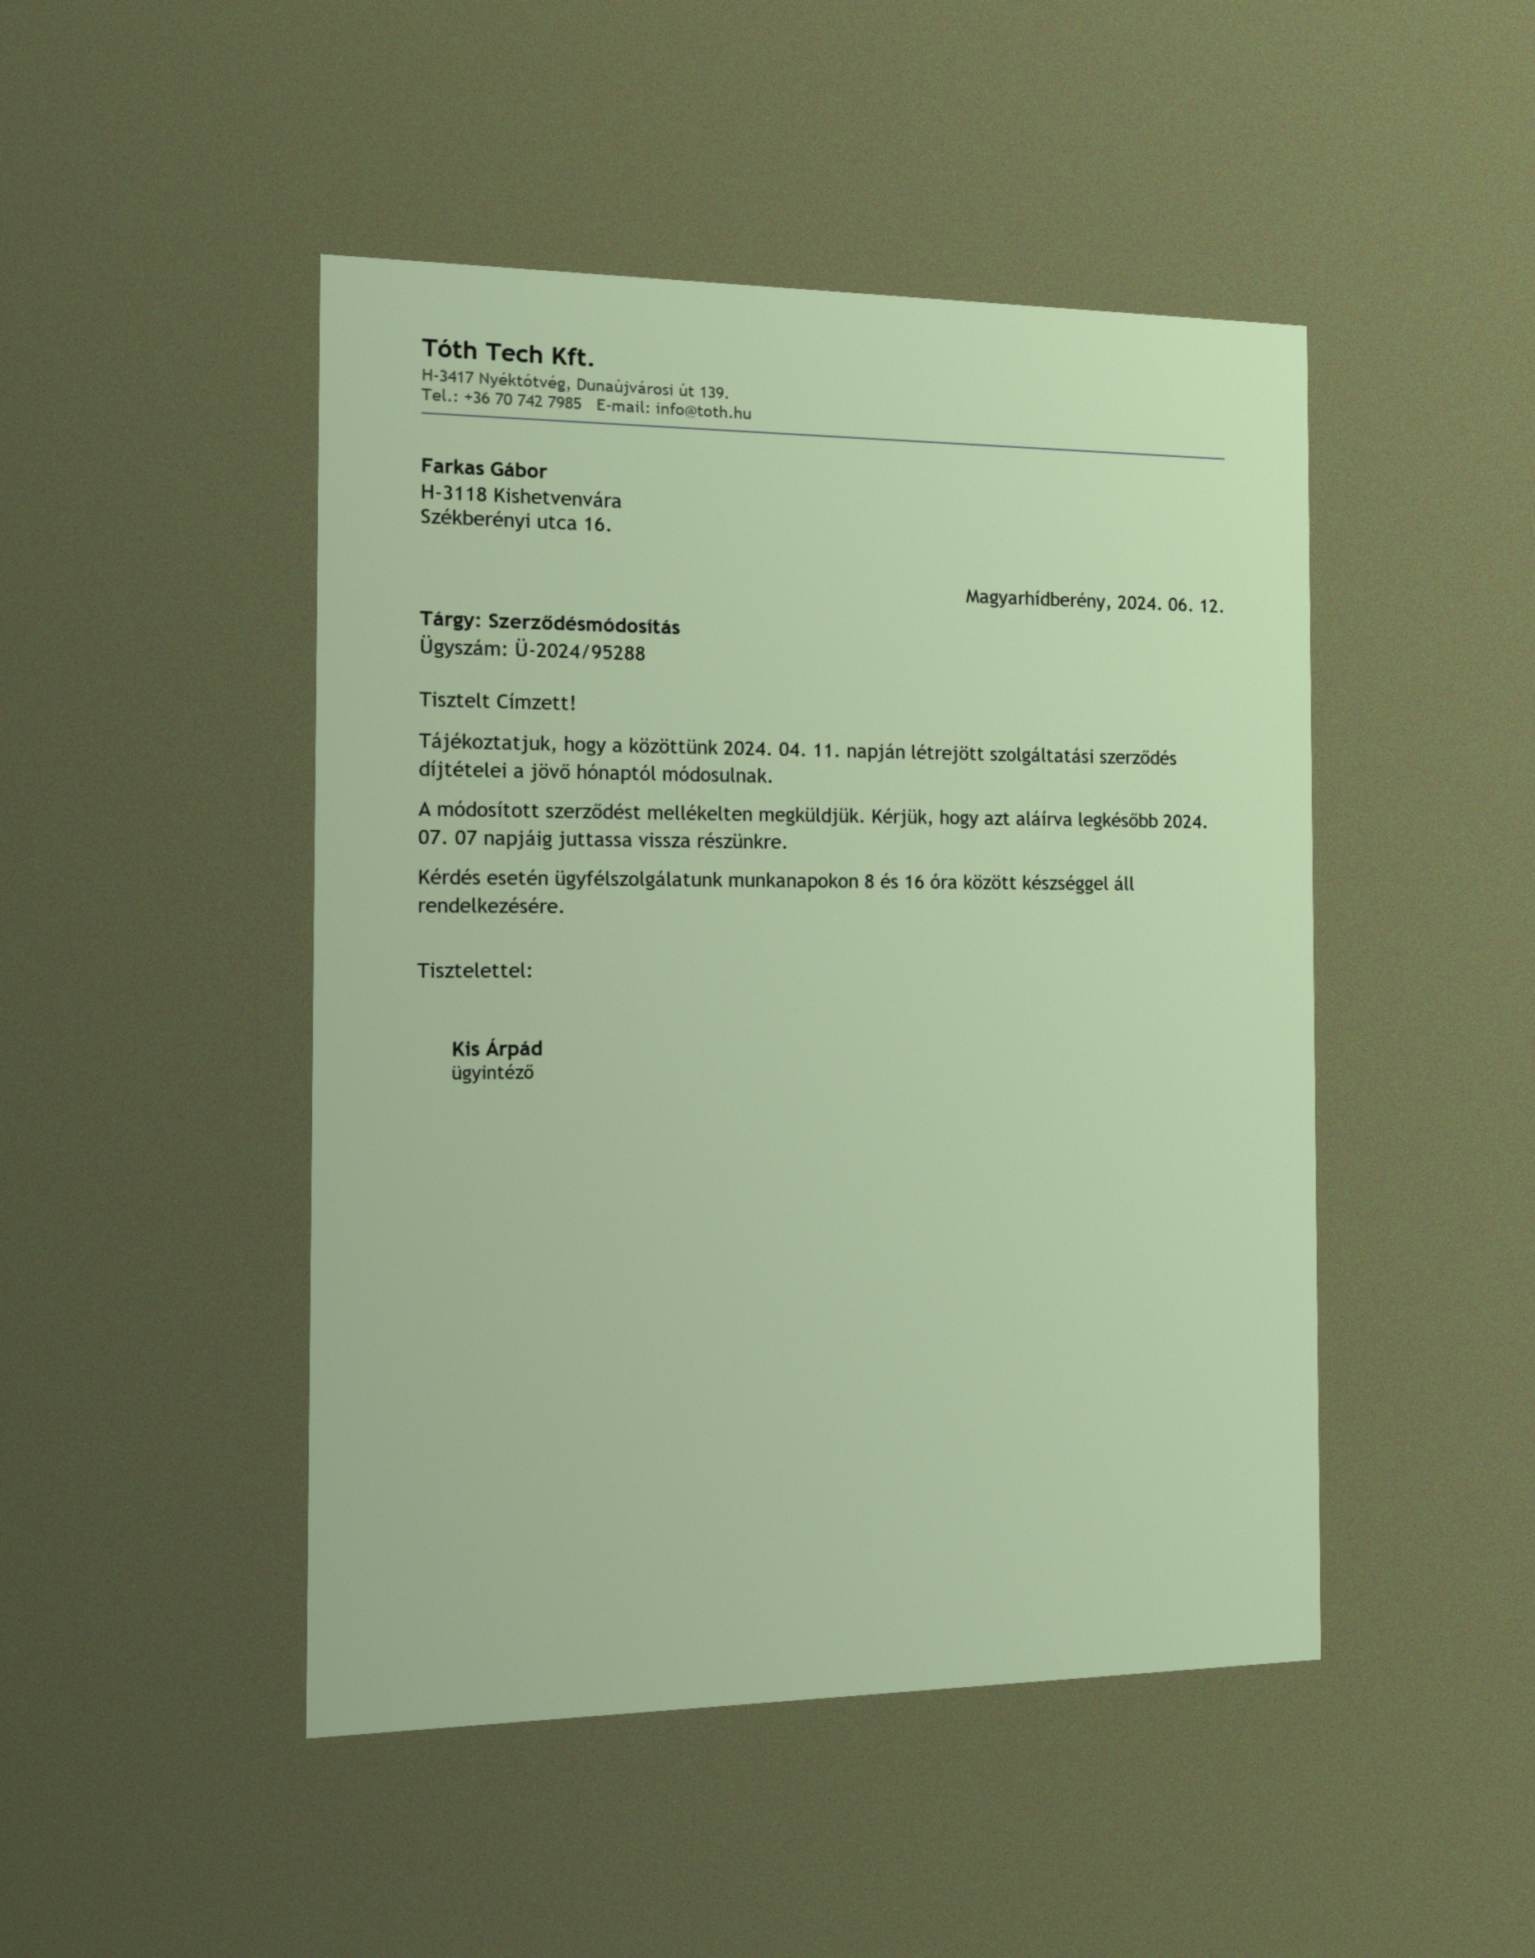 Tóth Tech Kft.
H-3417 Nyéktótvég, Dunaújvárosi út 139.
Tel.: +36 70 742 7985 E-mail: info@toth.hu
Farkas Gábor
H-3118 Kishetvenvára
Székberényi utca 16.
Magyarhídberény, 2024. 06. 12.
Tárgy: Szerződésmódosítás
Ügyszám: Ü-2024/95288
Tisztelt Címzett!
Tájékoztatjuk, hogy a közöttünk 2024. 04. 11. napján létrejött szolgáltatási szerződés
díjtételei a jövő hónaptól módosulnak.
A módosított szerződést mellékelten megküldjük. Kérjük, hogy azt aláírva legkésőbb 2024.
07. 07 napjáig juttassa vissza részünkre.
Kérdés esetén ügyfélszolgálatunk munkanapokon 8 és 16 óra között készséggel áll
rendelkezésére.
Tisztelettel:
Kis Árpád
ügyintéző